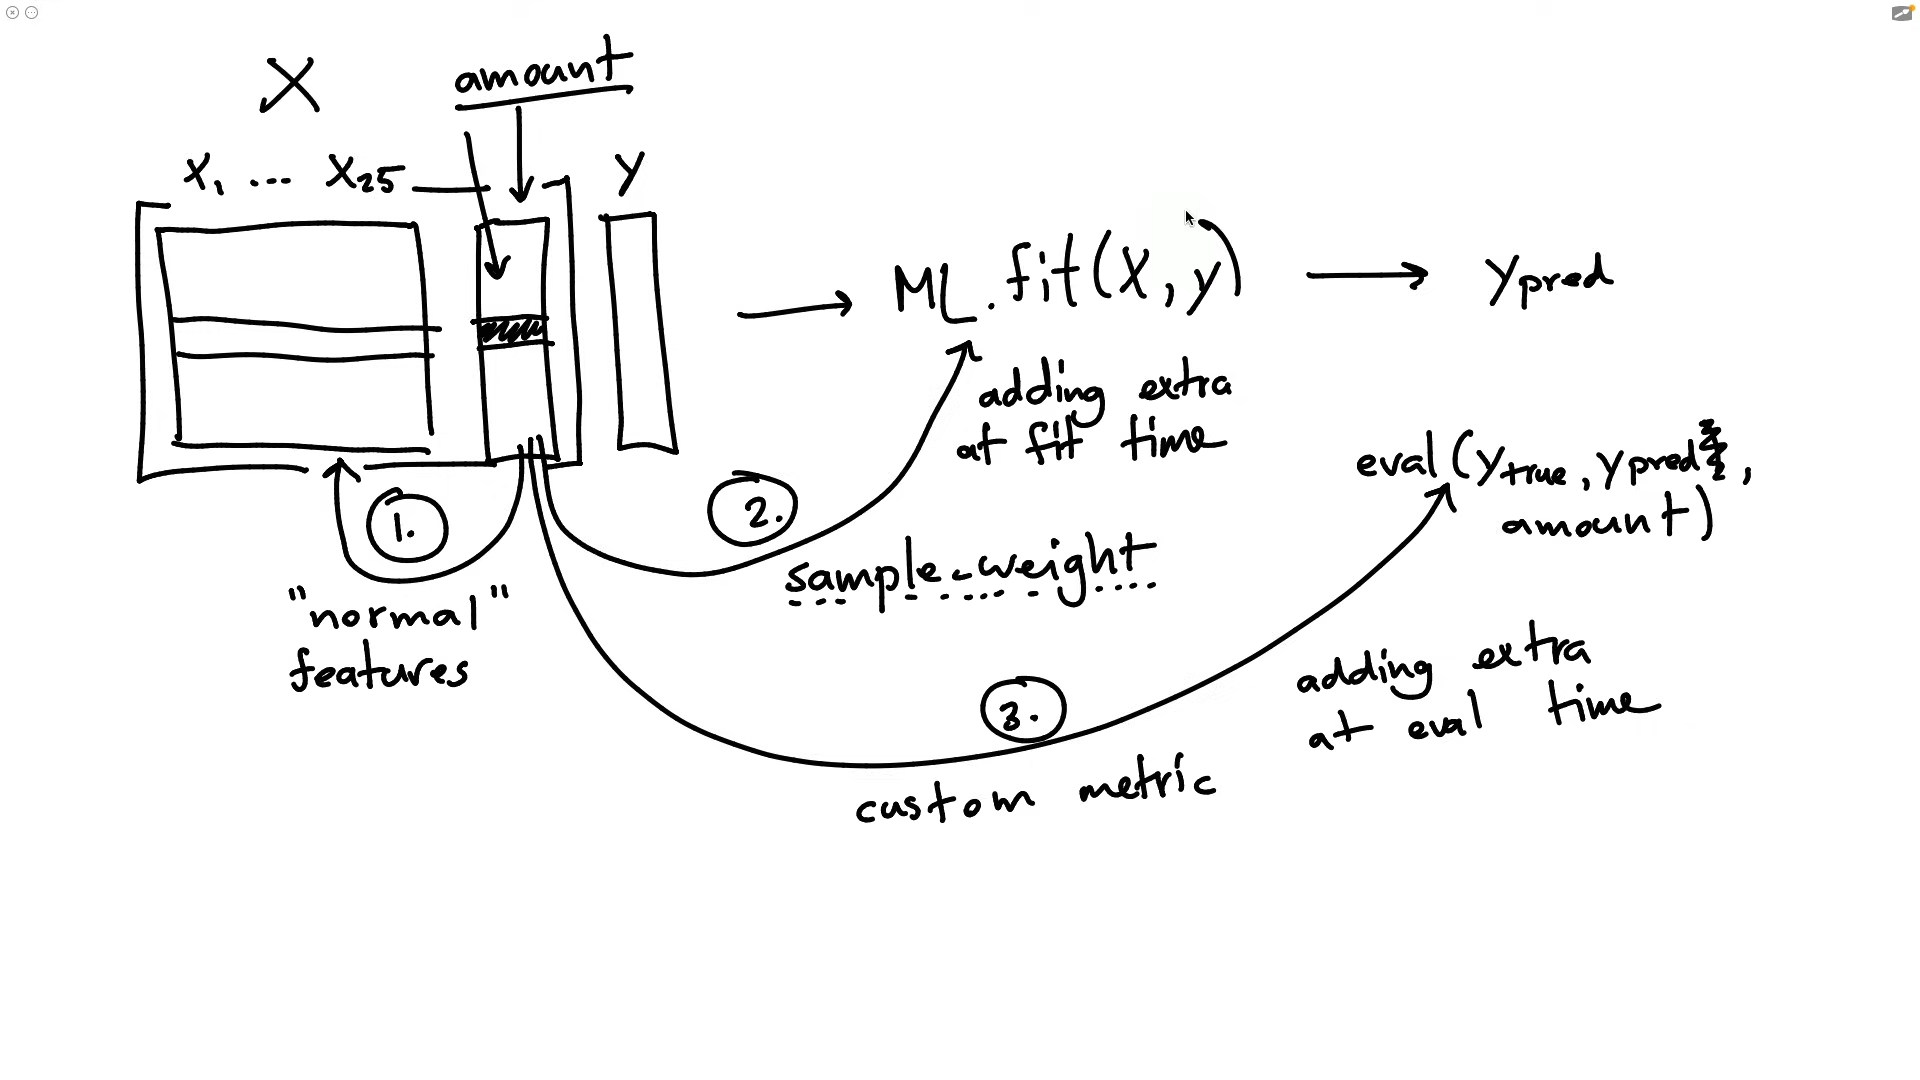 X
amount
x1 ... x25
y
ML.fit(X, y)
ypred
adding extra
at fit time
eval(ytrue, ypred,
amount)
1.
2.
sample_weight
"normal"
features
3.
adding extra
at eval time
custom metric